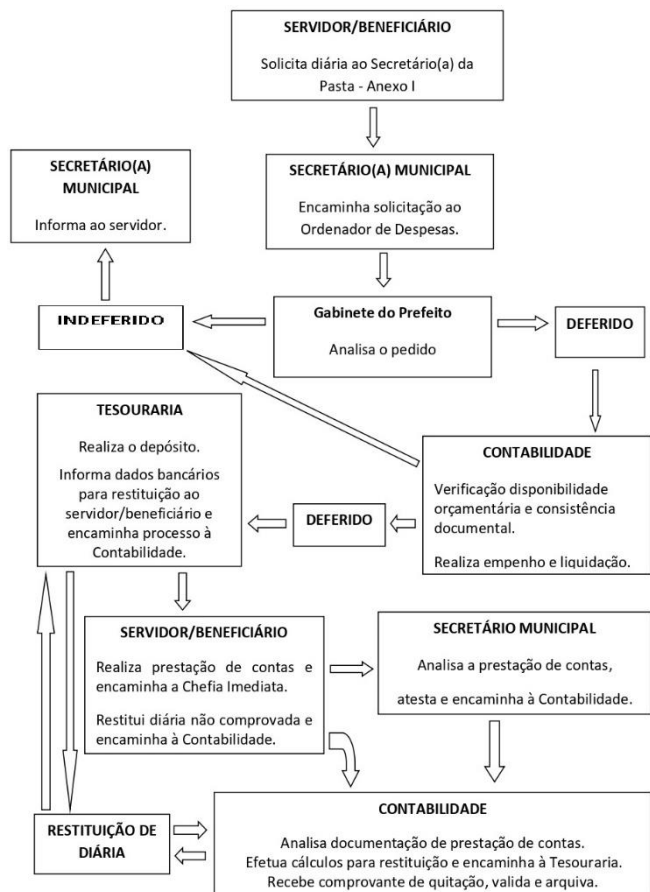 SERVIDOR/BENEFICIÁRIO
Solicita diária ao Secretário(a) da
Pasta - Anexo I
SECRETÁRIO(A)
MUNICIPAL
Informa ao servidor.
SECRETÁRIO(A) MUNICIPAL
Encaminha solicitação ao
Ordenador de Despesas.
INDEFERIDO
Gabinete do Prefeito
Analisa o pedido
DEFERIDO
TESOURARIA
Realiza o depósito.
Informa dados bancários
para restituição ao
servidor/beneficiário e
encaminha processo à
Contabilidade.
DEFERIDO
CONTABILIDADE
Verificação disponibilidade
orçamentária e consistência
documental.
Realiza empenho e liquidação.
SERVIDOR/BENEFICIÁRIO
Realiza prestação de contas e
encaminha a Chefia Imediata.
Restitui diária não comprovada e
encaminha à Contabilidade.
SECRETÁRIO MUNICIPAL
Analisa a prestação de contas,
atesta e encaminha à Contabilidade.
RESTITUIÇÃO DE
DIÁRIA
CONTABILIDADE
Analisa documentação de prestação de contas.
Efetua cálculos para restituição e encaminha à Tesouraria.
Recebe comprovante de quitação, valida e arquiva.